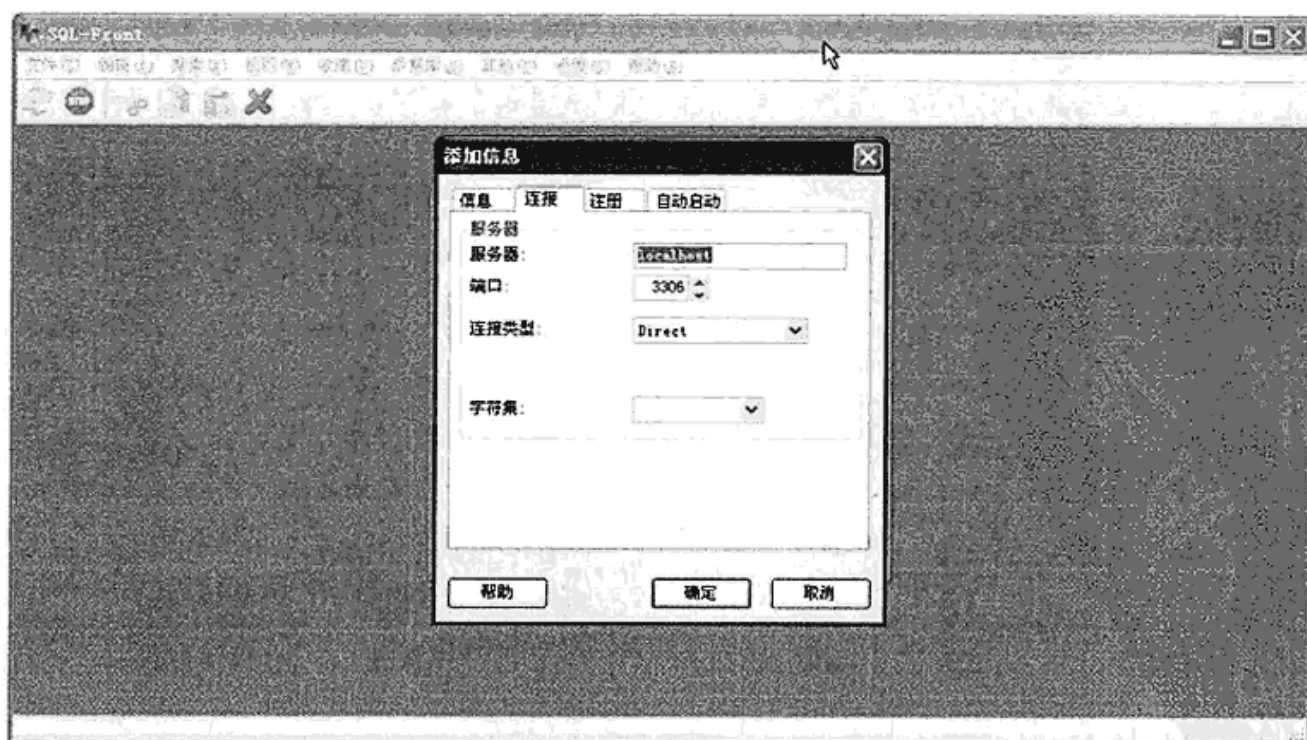 SQL-Front
添加信息
信息 连接 注册 自动启动
服务器
服务器:
localhost
端口:
3306
连接类型:
Direct
字符集:
帮助 确定 取消